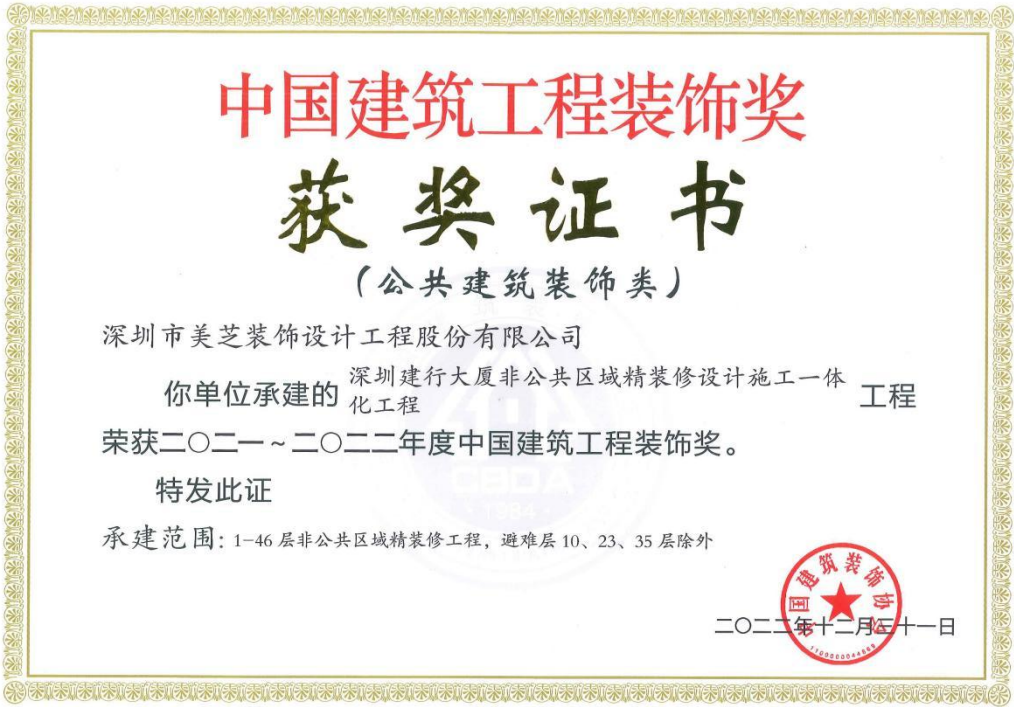 中国建筑工程装饰奖
获奖证书
（公共建筑装饰类）
深圳市美芝装饰设计工程股份有限公司
你单位承建的 深圳建行大厦非公共区域精装修设计施工一体
化工程 工程
荣获二〇二一~二〇二二年度中国建筑工程装饰奖。
特发此证
承建范围：1-46 层非公共区域精装修工程，避难层 10、23、35 层除外
中国建筑装饰协会
二〇二二年十二月三十一日
CBDA
1984